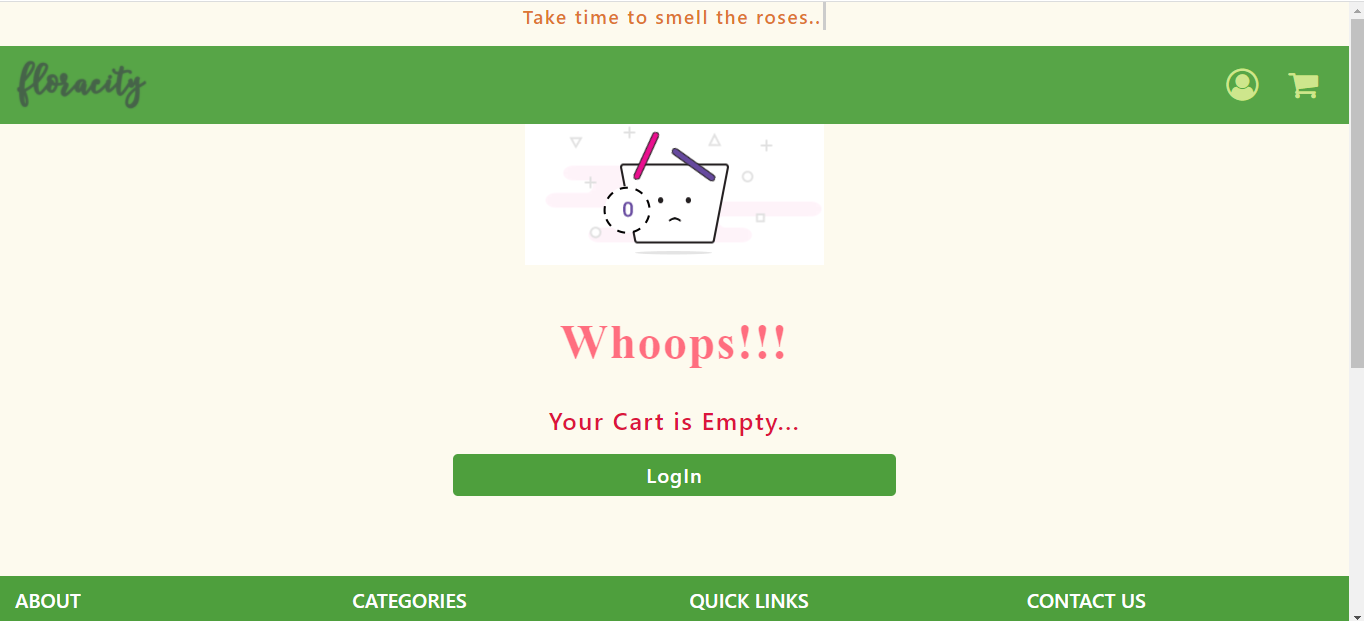 Take time to smell the roses..
floracity
0
Whoops!!!
Your Cart is Empty...
LogIn
ABOUT
CATEGORIES
QUICK LINKS
CONTACT US